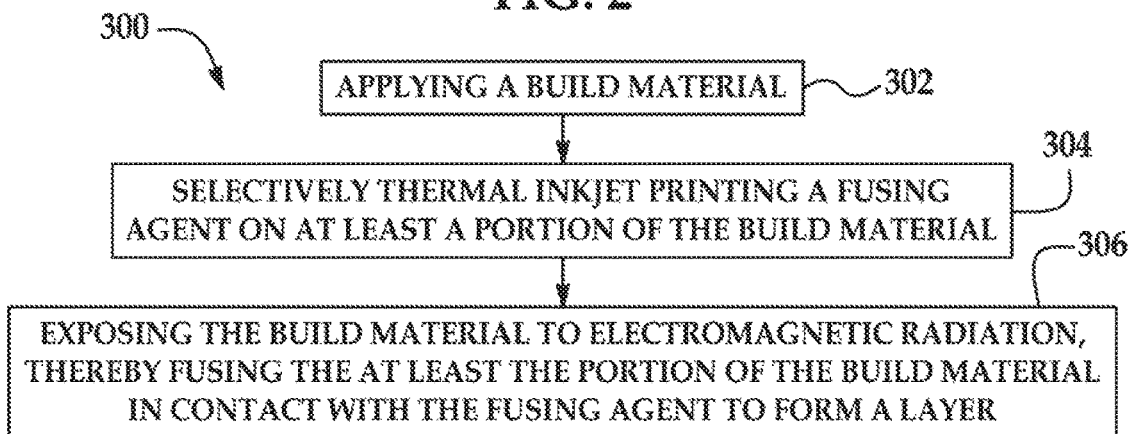 FIG. 2
300
APPLYING A BUILD MATERIAL
302
304
SELECTIVELY THERMAL INKJET PRINTING A FUSING
AGENT ON AT LEAST A PORTION OF THE BUILD MATERIAL
306
EXPOSING THE BUILD MATERIAL TO ELECTROMAGNETIC RADIATION,
THEREBY FUSING THE AT LEAST THE PORTION OF THE BUILD MATERIAL
IN CONTACT WITH THE FUSING AGENT TO FORM A LAYER